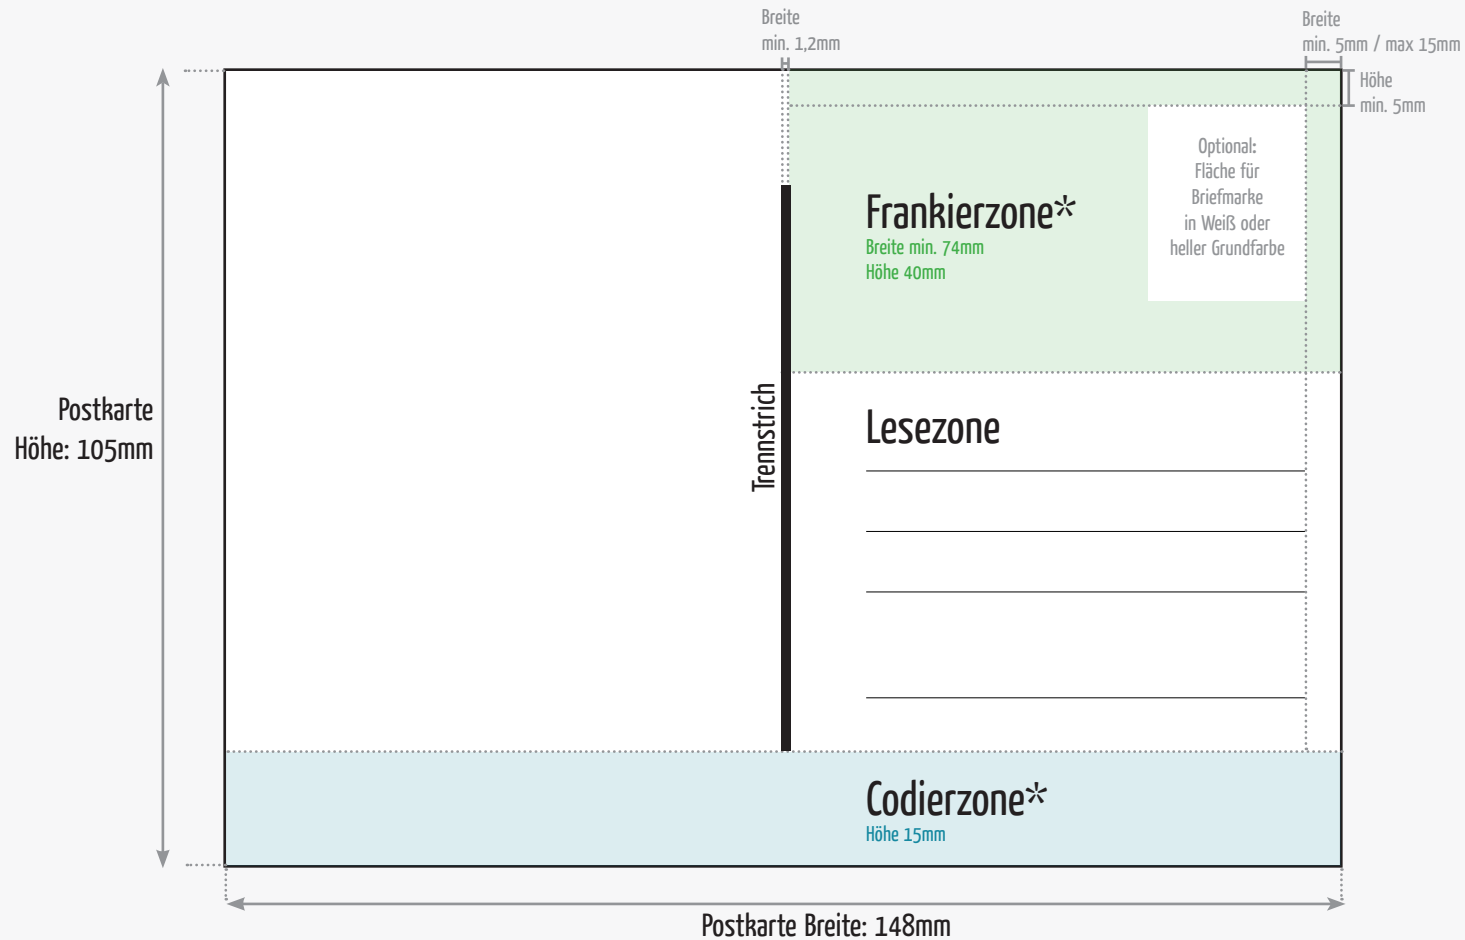 Breite
min. 1,2mm
Breite
min. 5mm / max 15mm
Höhe
min. 5mm
Optional:
Fläche für
Briefmarke
in Weiß oder
heller Grundfarbe
Frankierzone*
Breite min. 74mm
Höhe 40mm
Trennstrich
Postkarte
Höhe: 105mm
Lesezone
Codierzone*
Höhe 15mm
Postkarte Breite: 148mm